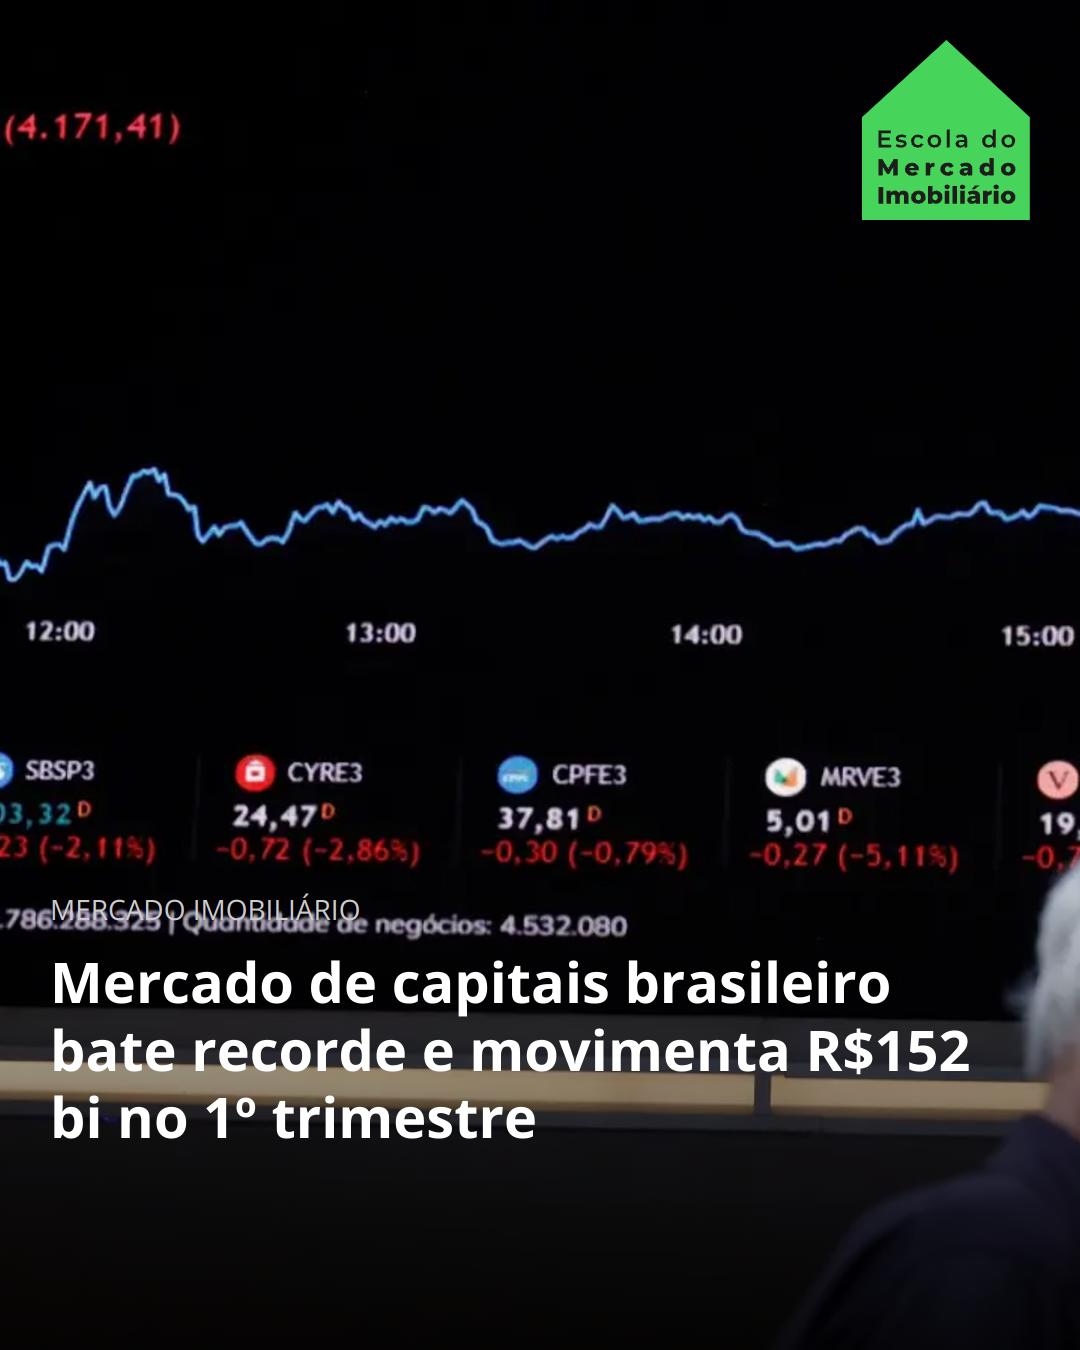 (4.171,41)
Escola do
Mercado
Imobiliário
12:00 13:00 14:00 15:00
SBSP3 CYRE3 CPFE3 MRVE3
03,32 D 24,47 D 37,81 D 5,01 D 19,
23 (-2,11%) -0,72 (-2,86%) -0,30 (-0,79%) -0,27 (-5,11%) -0,7
MERCADO IMOBILIÁRIO
.786.288.325 | Quantidade de negócios: 4.532.080
Mercado de capitais brasileiro
bate recorde e movimenta R$152
bi no 1º trimestre